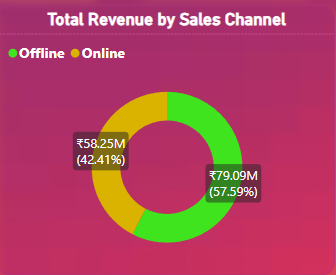 Total Revenue by Sales Channel
Offline Online
₹58.25M
(42.41%)
₹79.09M
(57.59%)